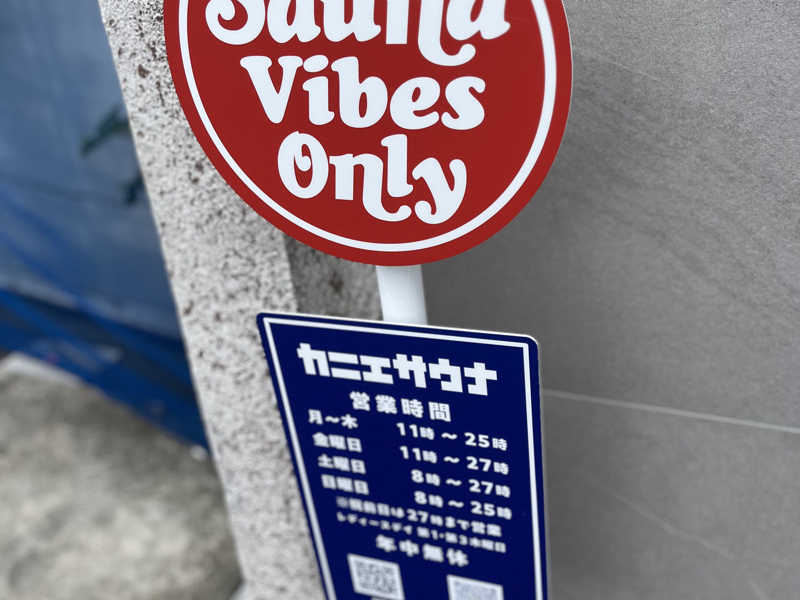 Sauna
Vibes
Only
カニエサウナ
営業時間
月〜木 11時 〜 25時
金曜日 11時 〜 27時
土曜日 8時 〜 27時
日曜日 8時 〜 25時
※祝前日は27時まで営業
レディースデイ 第1・第3水曜日
年中無休